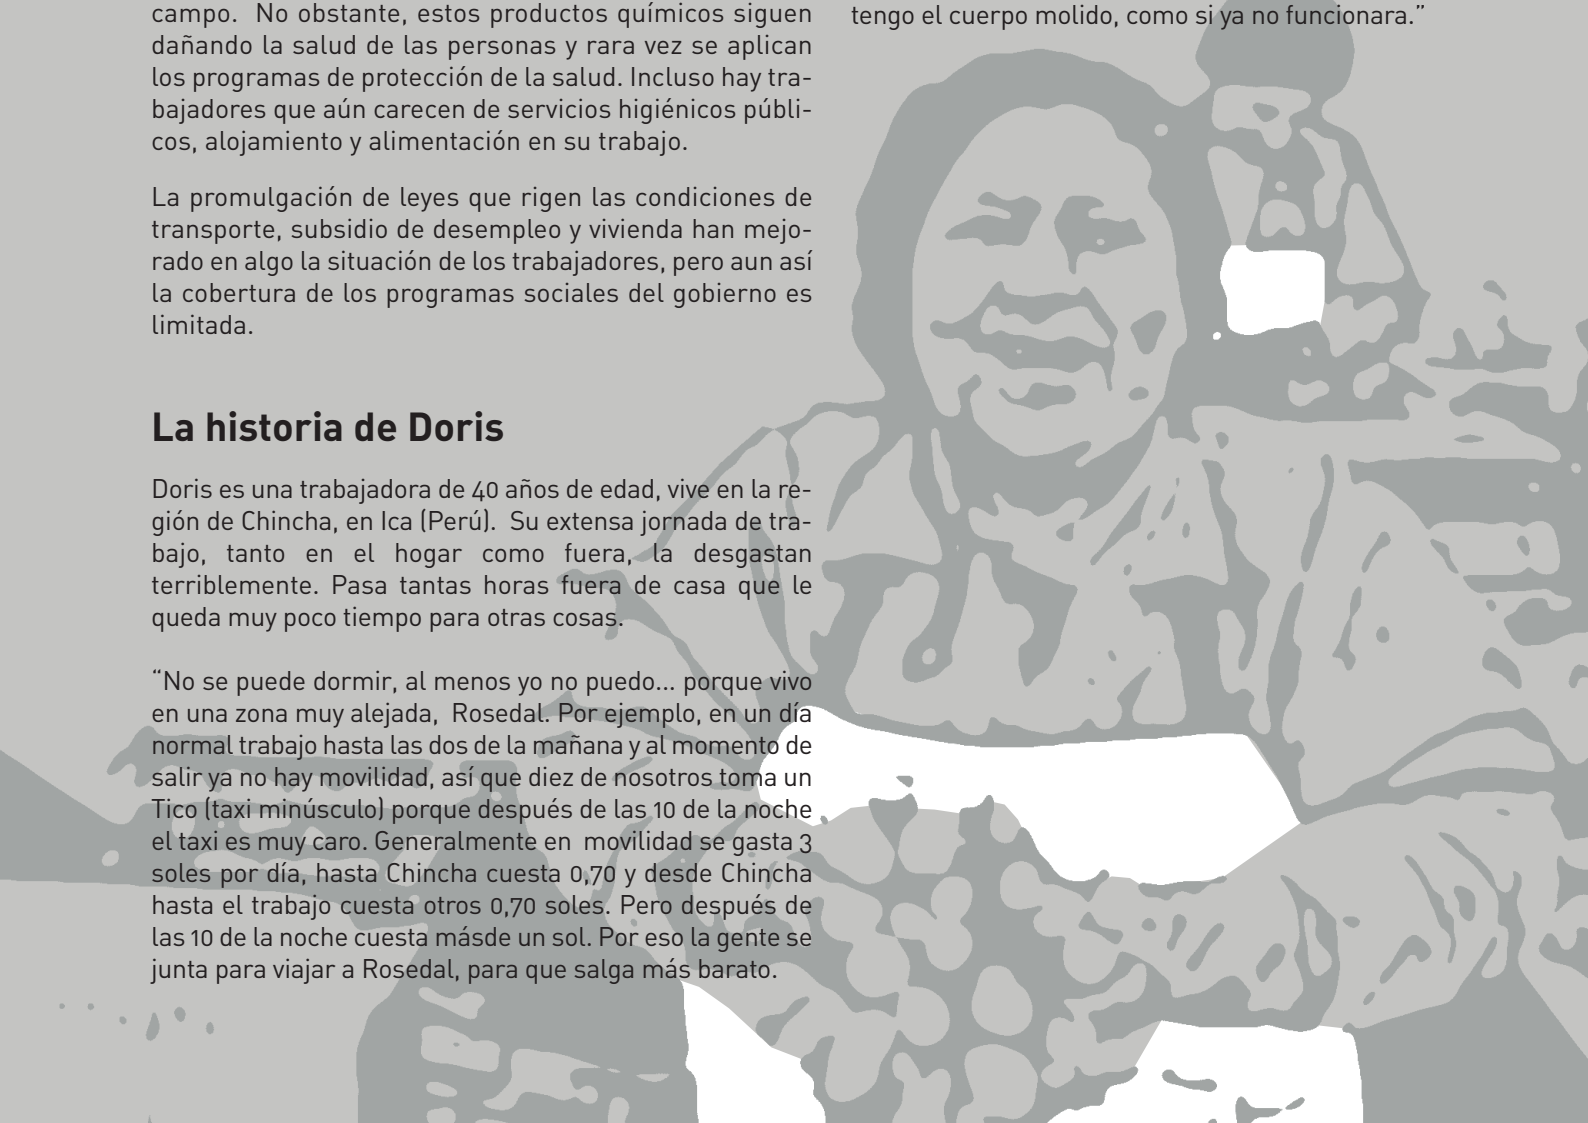 campo.  No obstante, estos productos químicos siguen
dañando la salud de las personas y rara vez se aplican
los programas de protección de la salud. Incluso hay tra-
bajadores que aún carecen de servicios higiénicos públi-
cos, alojamiento y alimentación en su trabajo.
La promulgación de leyes que rigen las condiciones de
transporte, subsidio de desempleo y vivienda han mejo-
rado en algo la situación de los trabajadores, pero aun así
la cobertura de los programas sociales del gobierno es
limitada.
La historia de Doris
Doris es una trabajadora de 40 años de edad, vive en la re-
gión de Chincha, en Ica (Perú).  Su extensa jornada de tra-
bajo, tanto en el hogar como fuera, la desgastan
terriblemente. Pasa tantas horas fuera de casa que le
queda muy poco tiempo para otras cosas.
“No se puede dormir, al menos yo no puedo... porque vivo
en una zona muy alejada,  Rosedal. Por ejemplo, en un día
normal trabajo hasta las dos de la mañana y al momento de
salir ya no hay movilidad, así que diez de nosotros toma un
Tico (taxi minúsculo) porque después de las 10 de la noche
el taxi es muy caro. Generalmente en  movilidad se gasta 3
soles por día, hasta Chincha cuesta 0,70 y desde Chincha
hasta el trabajo cuesta otros 0,70 soles. Pero después de
las 10 de la noche cuesta másde un sol. Por eso la gente se
junta para viajar a Rosedal, para que salga más barato.
tengo el cuerpo molido, como si ya no funcionara.”